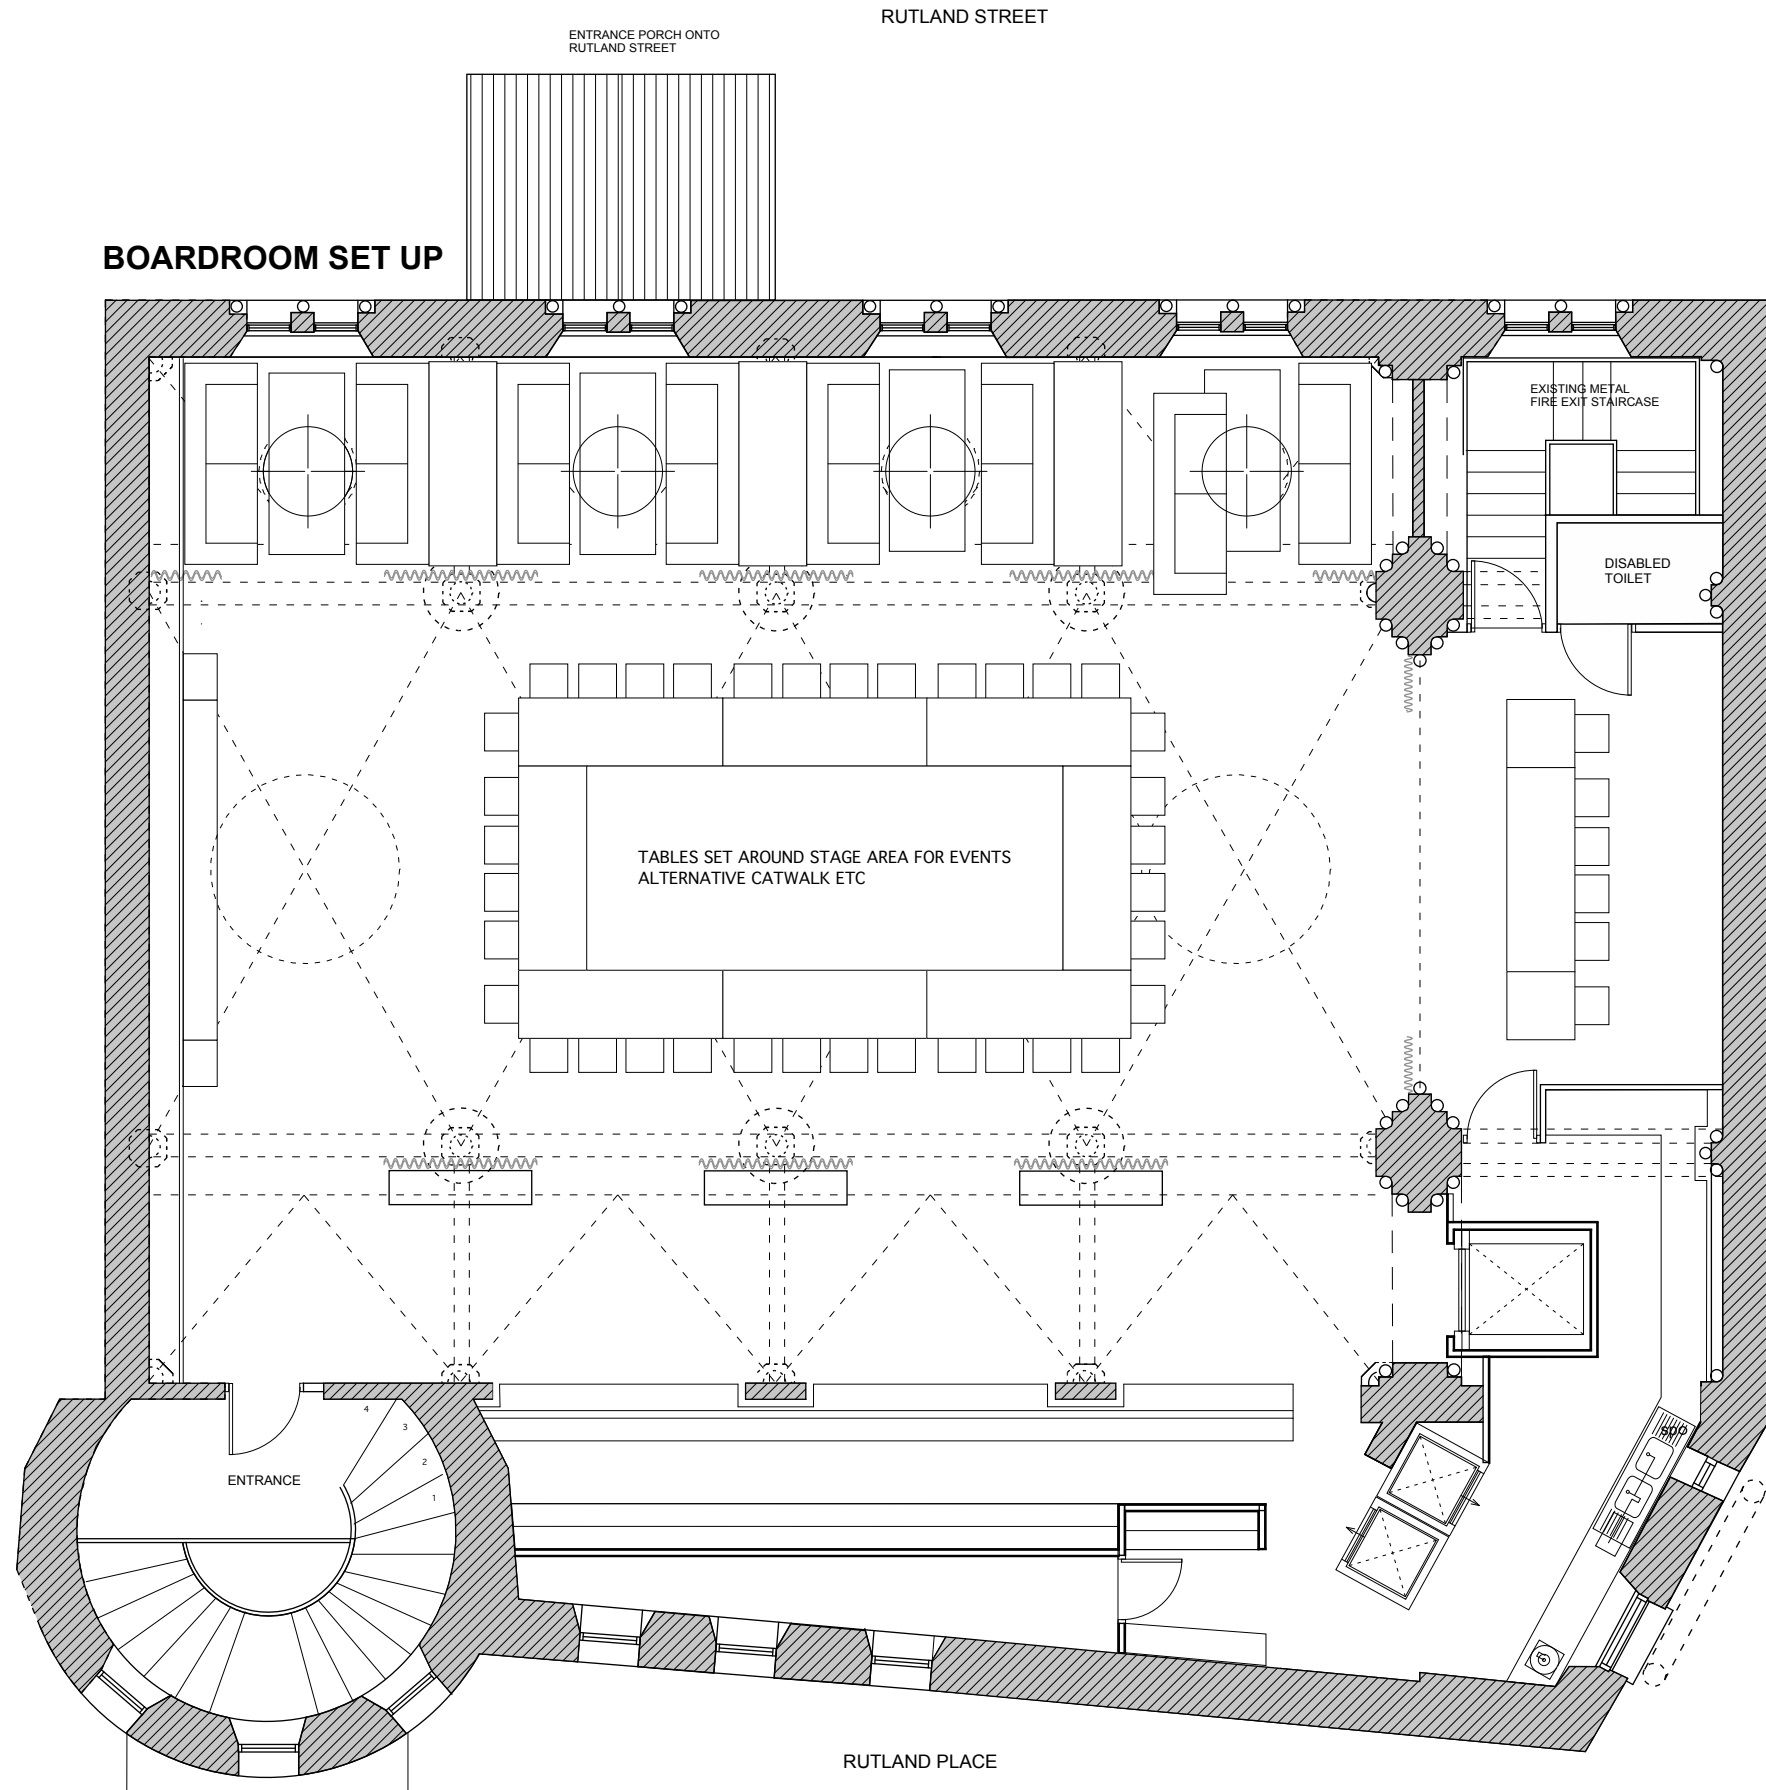 RUTLAND STREET
ENTRANCE PORCH ONTO
RUTLAND STREET
BOARDROOM SET UP
EXISTING METAL
FIRE EXIT STAIRCASE
DISABLED
TOILET
TABLES SET AROUND STAGE AREA FOR EVENTS
ALTERNATIVE CATWALK ETC
4
3
2
1
spo
ENTRANCE
RUTLAND PLACE